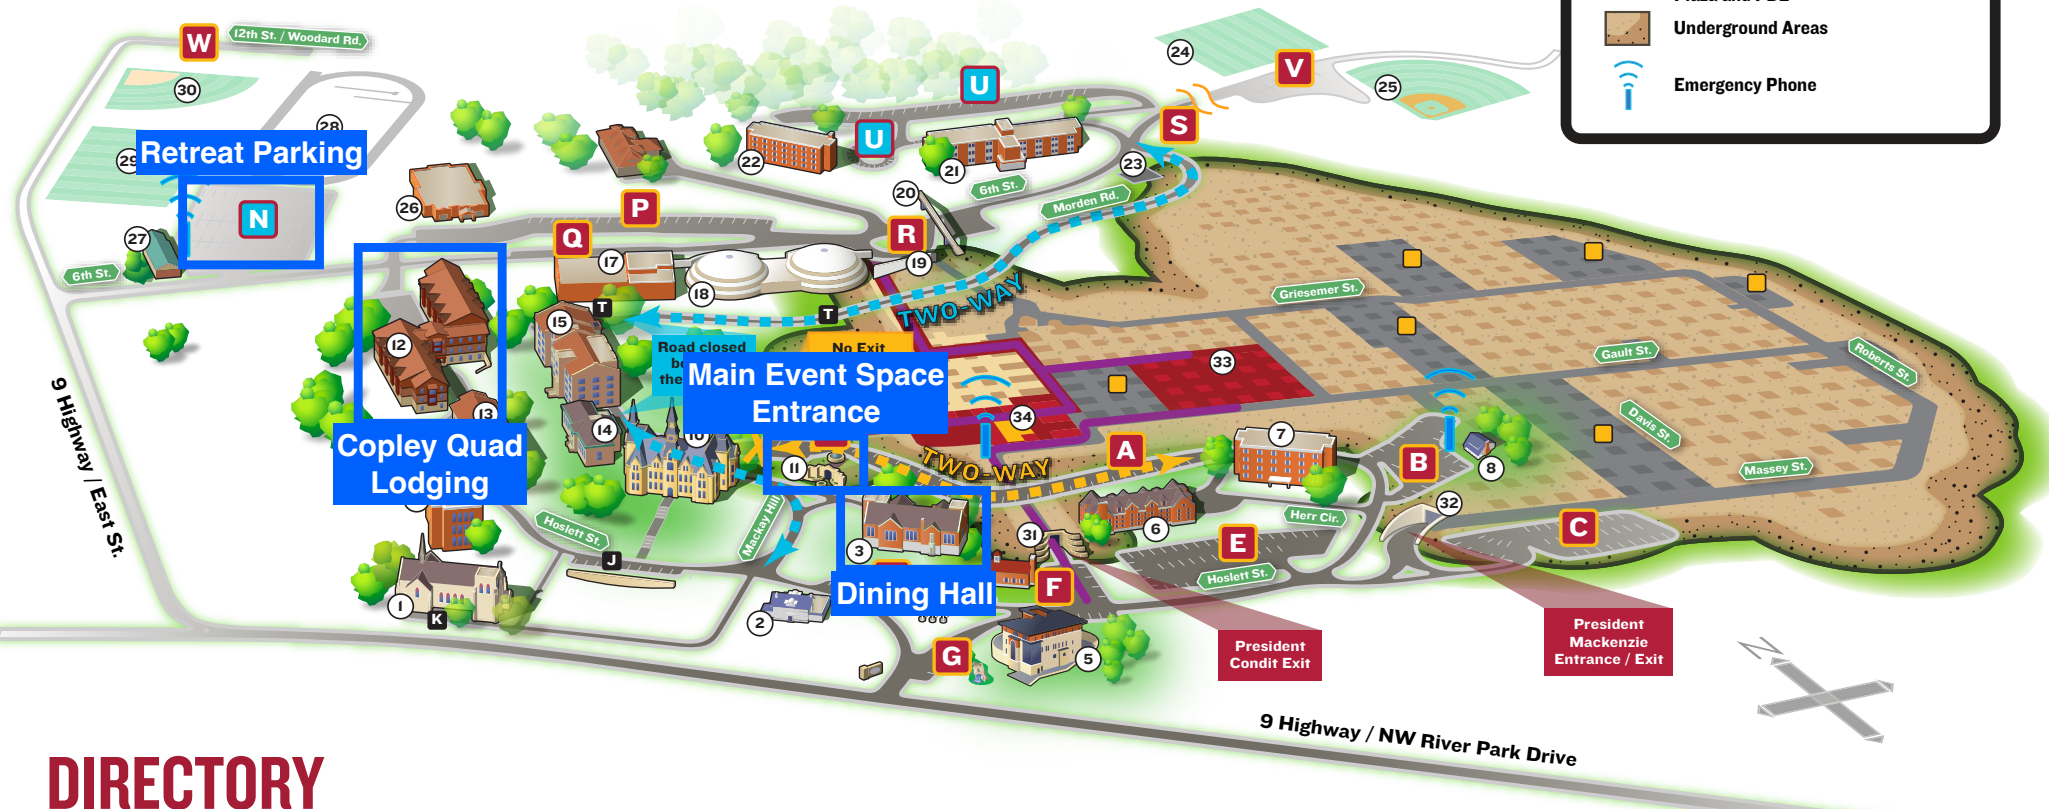 Underground Areas
Emergency Phone
W
12th St. / Woodard Rd.
30
28
29
Retreat Parking
N
27
6th St.
26
P
Q
R
22
U
U
21
20
6th St.
23
S
24
V
25
Morden Rd.
17
18
19
T
T
TWO-WAY
15
12
13
14
10
Road closed
No Exit
Main Event Space
Entrance
Copley Quad
Lodging
11
TWO-WAY
34
33
A
Griesemer St.
Gault St.
Roberts St.
Davis St.
Massey St.
7
B
8
32
C
6
Herr Cir.
E
Hoslett St.
31
F
3
Dining Hall
Hoslett St.
J
Mackay Hill
1
K
2
G
5
President
Condit Exit
President
Mackenzie
Entrance / Exit
N
9 Highway / East St.
9 Highway / NW River Park Drive
DIRECTORY